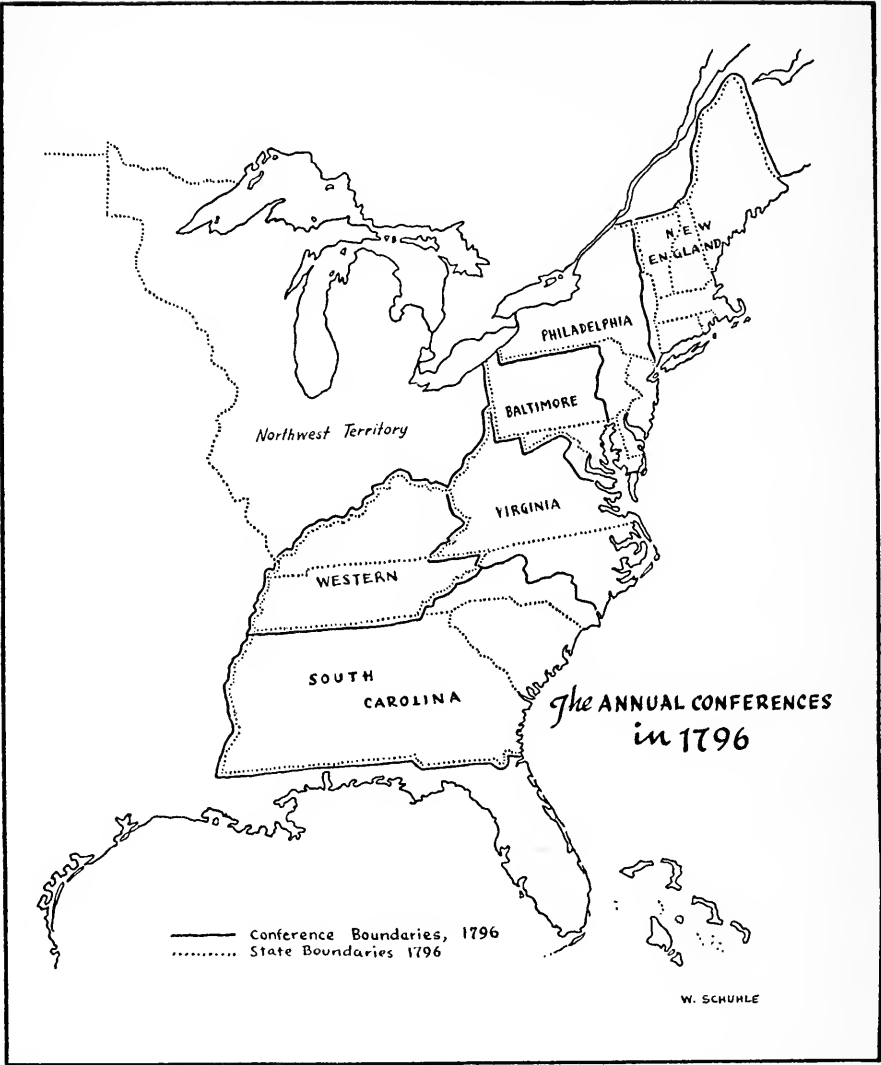 NEW
ENGLAND
PHILADELPHIA
BALTIMORE
Northwest Territory
VIRGINIA
WESTERN
SOUTH
CAROLINA
The ANNUAL CONFERENCES
in 1796
Conference Boundaries, 1796
State Boundaries 1796
W. SCHUHLE